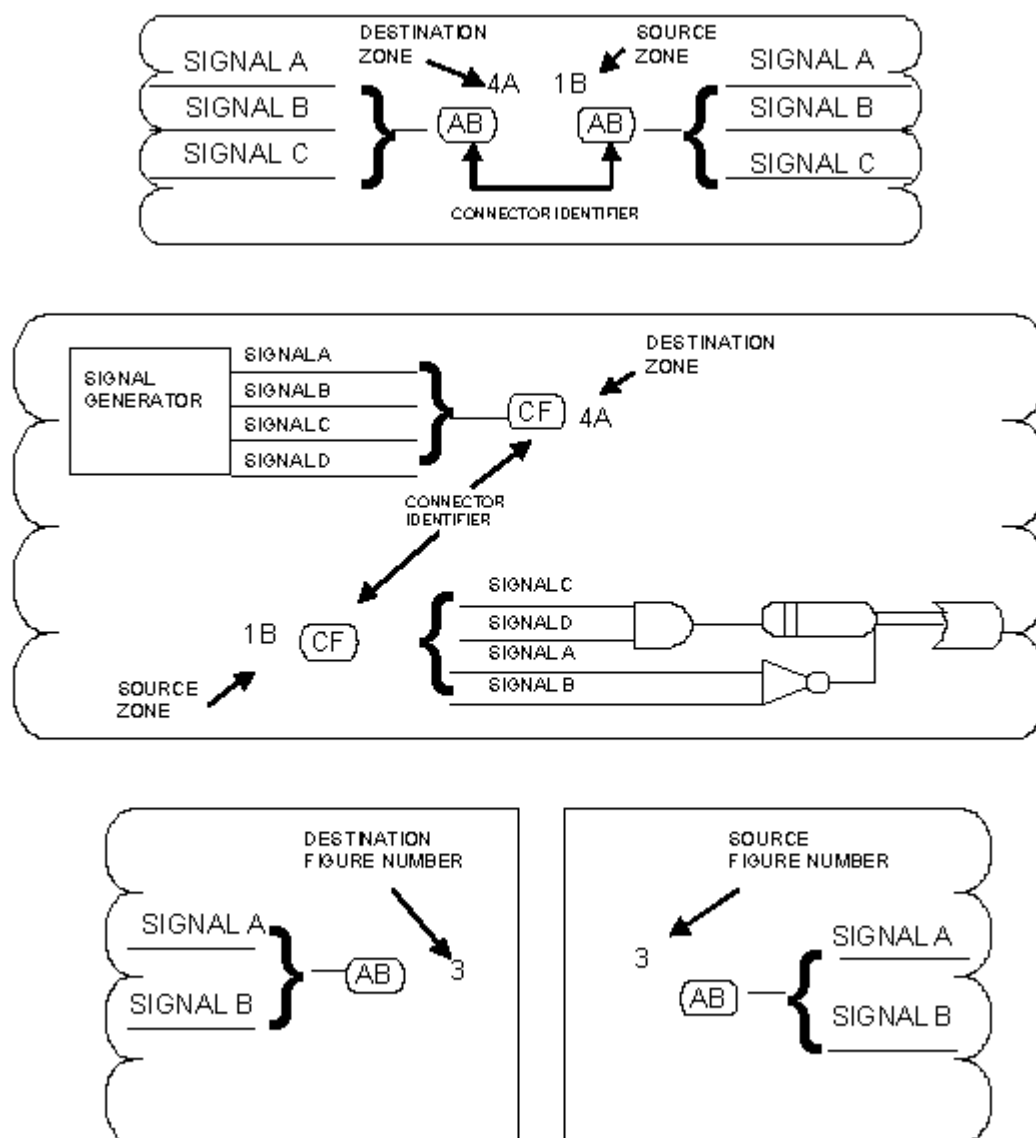 DESTINATION
ZONE
SOURCE
ZONE
SIGNAL A
4A
1B
SIGNAL A
SIGNAL B
AB
AB
SIGNAL B
SIGNAL C
SIGNAL C
CONNECTOR IDENTIFIER
SIGNAL
GENERATOR
SIGNAL A
SIGNAL B
SIGNAL C
SIGNAL D
CF
4A
DESTINATION
ZONE
CONNECTOR
IDENTIFIER
1B
CF
SOURCE
ZONE
SIGNAL C
SIGNAL D
SIGNAL A
SIGNAL B
DESTINATION
FIGURE NUMBER
SIGNAL A
SIGNAL B
AB
3
SOURCE
FIGURE NUMBER
3
AB
SIGNAL A
SIGNAL B